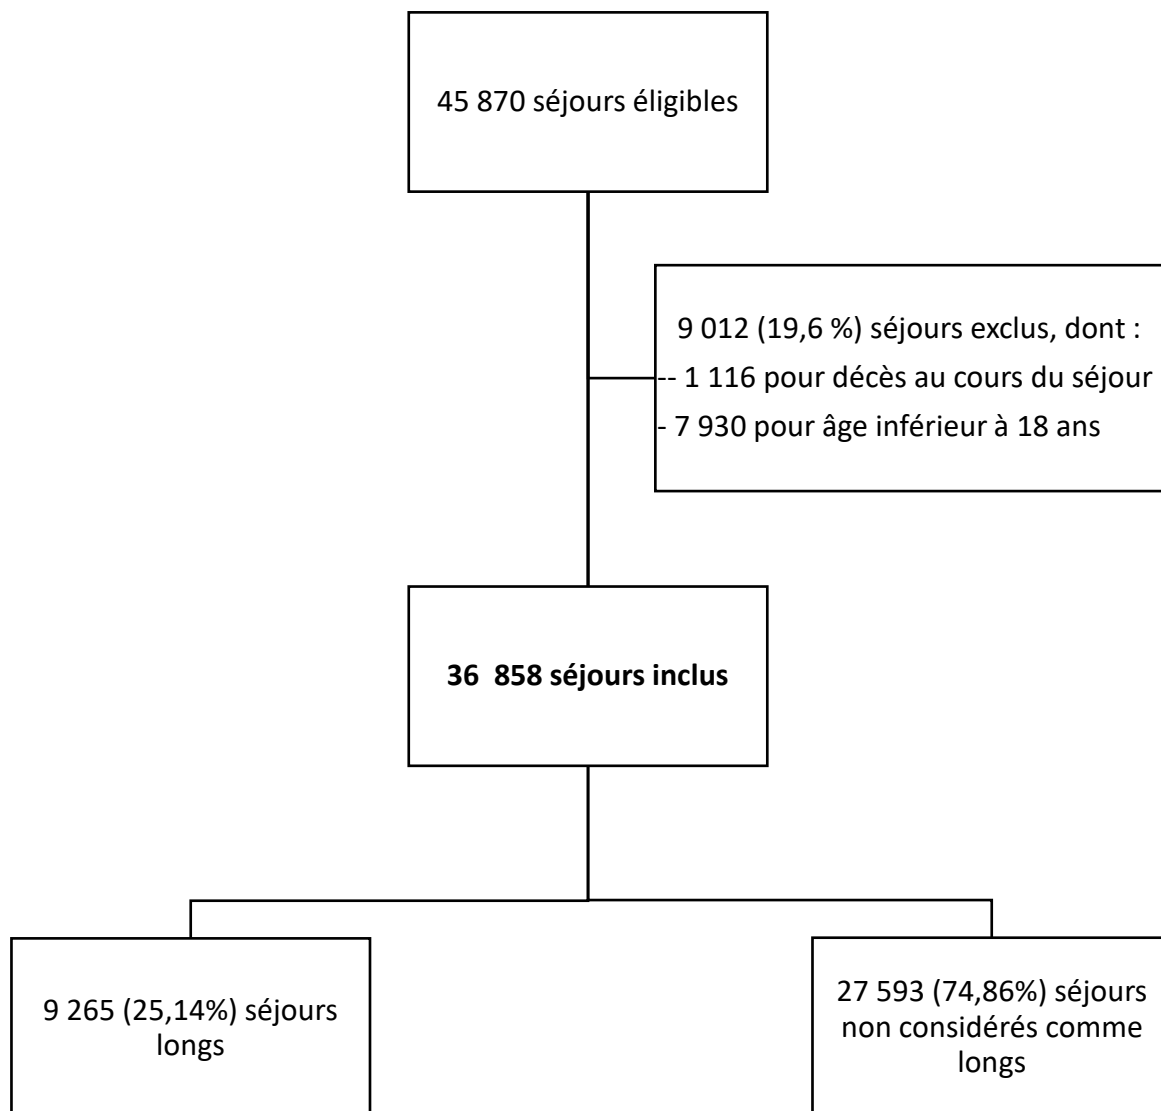 45 870 séjours éligibles
9 012 (19,6 %) séjours exclus, dont :
-- 1 116 pour décès au cours du séjour
- 7 930 pour âge inférieur à 18 ans
36  858 séjours inclus
9 265 (25,14%) séjours
longs
27 593 (74,86%) séjours
non considérés comme
longs